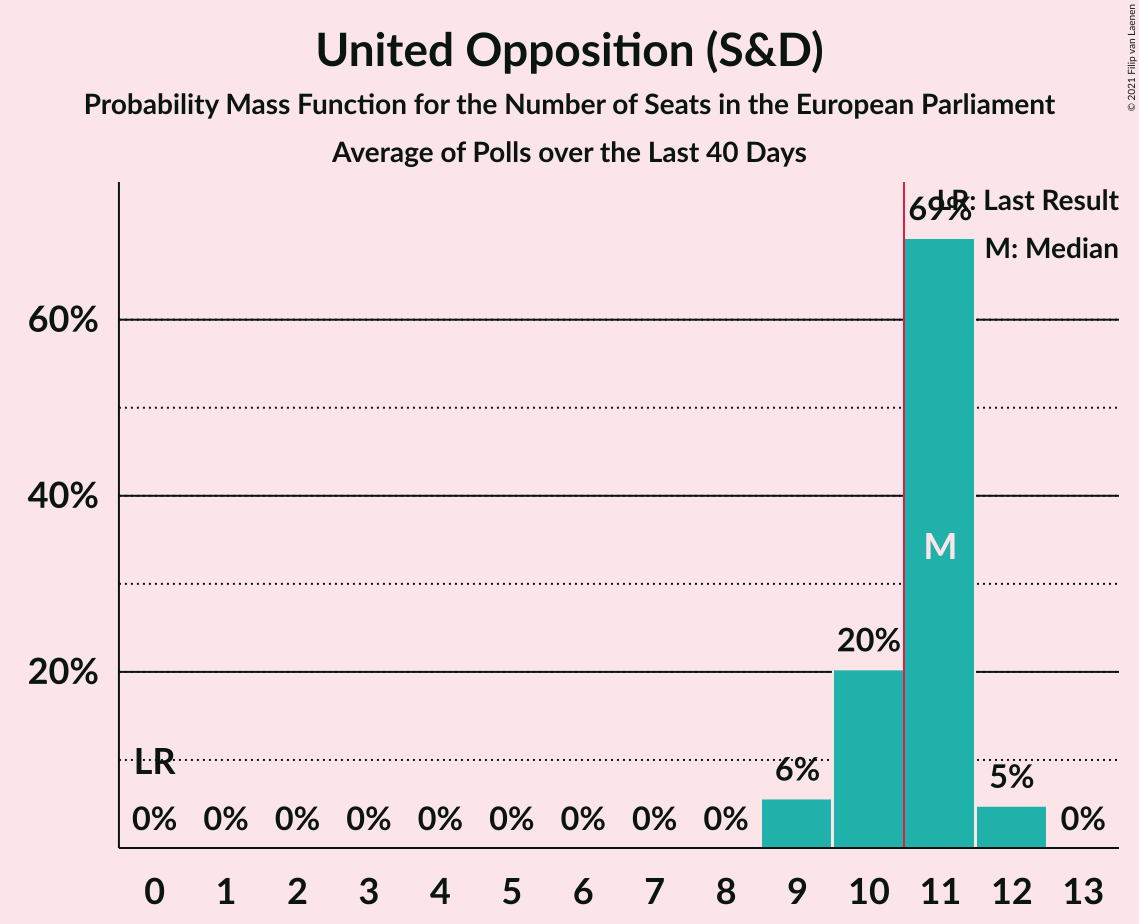 United Opposition (S&D)
Probability Mass Function for the Number of Seats in the European Parliament
Average of Polls over the Last 40 Days
© 2021 Filip van Laenen
LR: Last Result
M: Median
69%
60%
40%
M
20%
20%
LR
6%
5%
0% 0% 0% 0% 0% 0% 0% 0% 0% 0%
0 1 2 3 4 5 6 7 8 9 10 11 12 13